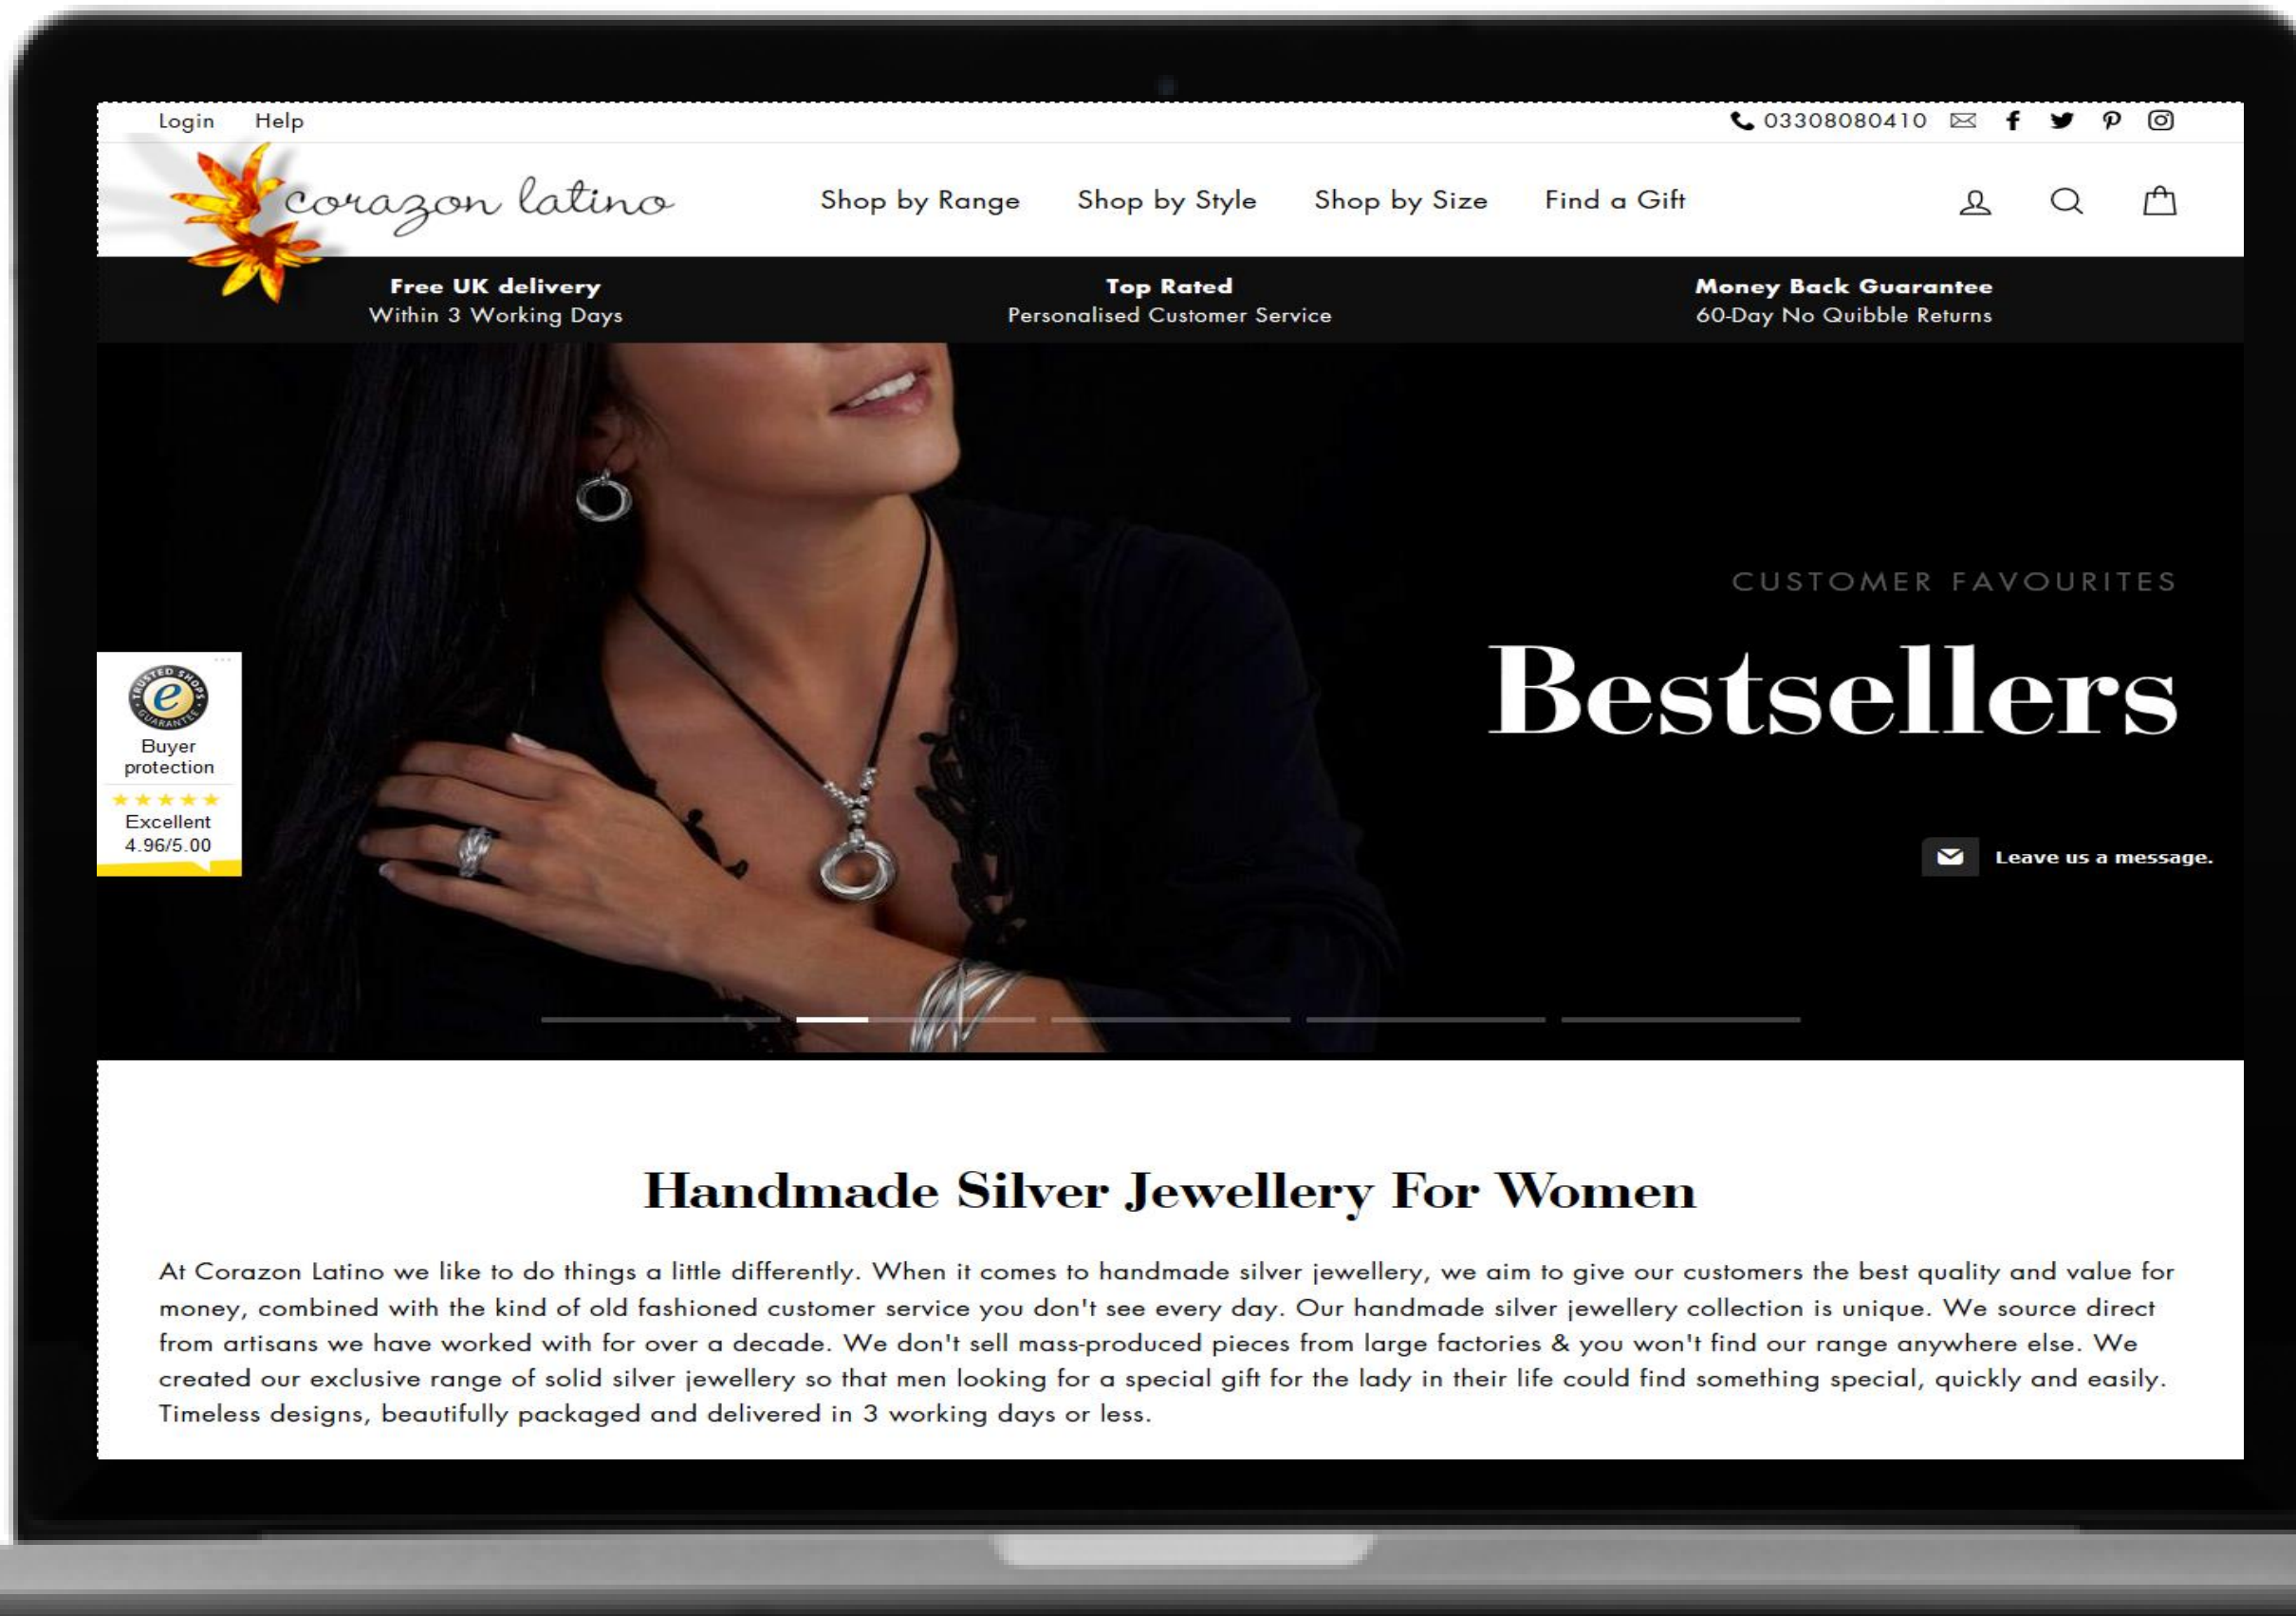 Login Help
03308080410
corazon latino
Shop by Range Shop by Style Shop by Size Find a Gift
Free UK delivery
Within 3 Working Days
Top Rated
Personalised Customer Service
Money Back Guarantee
60-Day No Quibble Returns
CUSTOMER FAVOURITES
Bestsellers
TRUSTED SHOPS
e
GUARANTEE
Buyer
protection
Excellent
4.96/5.00
Leave us a message.
Handmade Silver Jewellery For Women
At Corazon Latino we like to do things a little differently. When it comes to handmade silver jewellery, we aim to give our customers the best quality and value for
money, combined with the kind of old fashioned customer service you don't see every day. Our handmade silver jewellery collection is unique. We source direct
from artisans we have worked with for over a decade. We don't sell mass-produced pieces from large factories & you won't find our range anywhere else. We
created our exclusive range of solid silver jewellery so that men looking for a special gift for the lady in their life could find something special, quickly and easily.
Timeless designs, beautifully packaged and delivered in 3 working days or less.